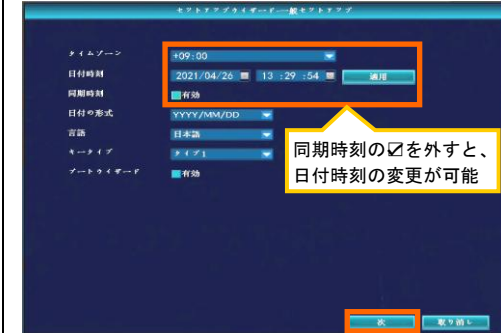 セットアップウィザード-一般セットアップ
タイムゾーン +09:00
日付時刻 2021/04/26 13 :29 :54 適用
同期時刻 有効
日付の形式 YYYY/MM/DD
言語 日本語
キータイプ タイプ1
ブートウィザード 有効
同期時刻の☑を外すと、
日付時刻の変更が可能
次 取り消し